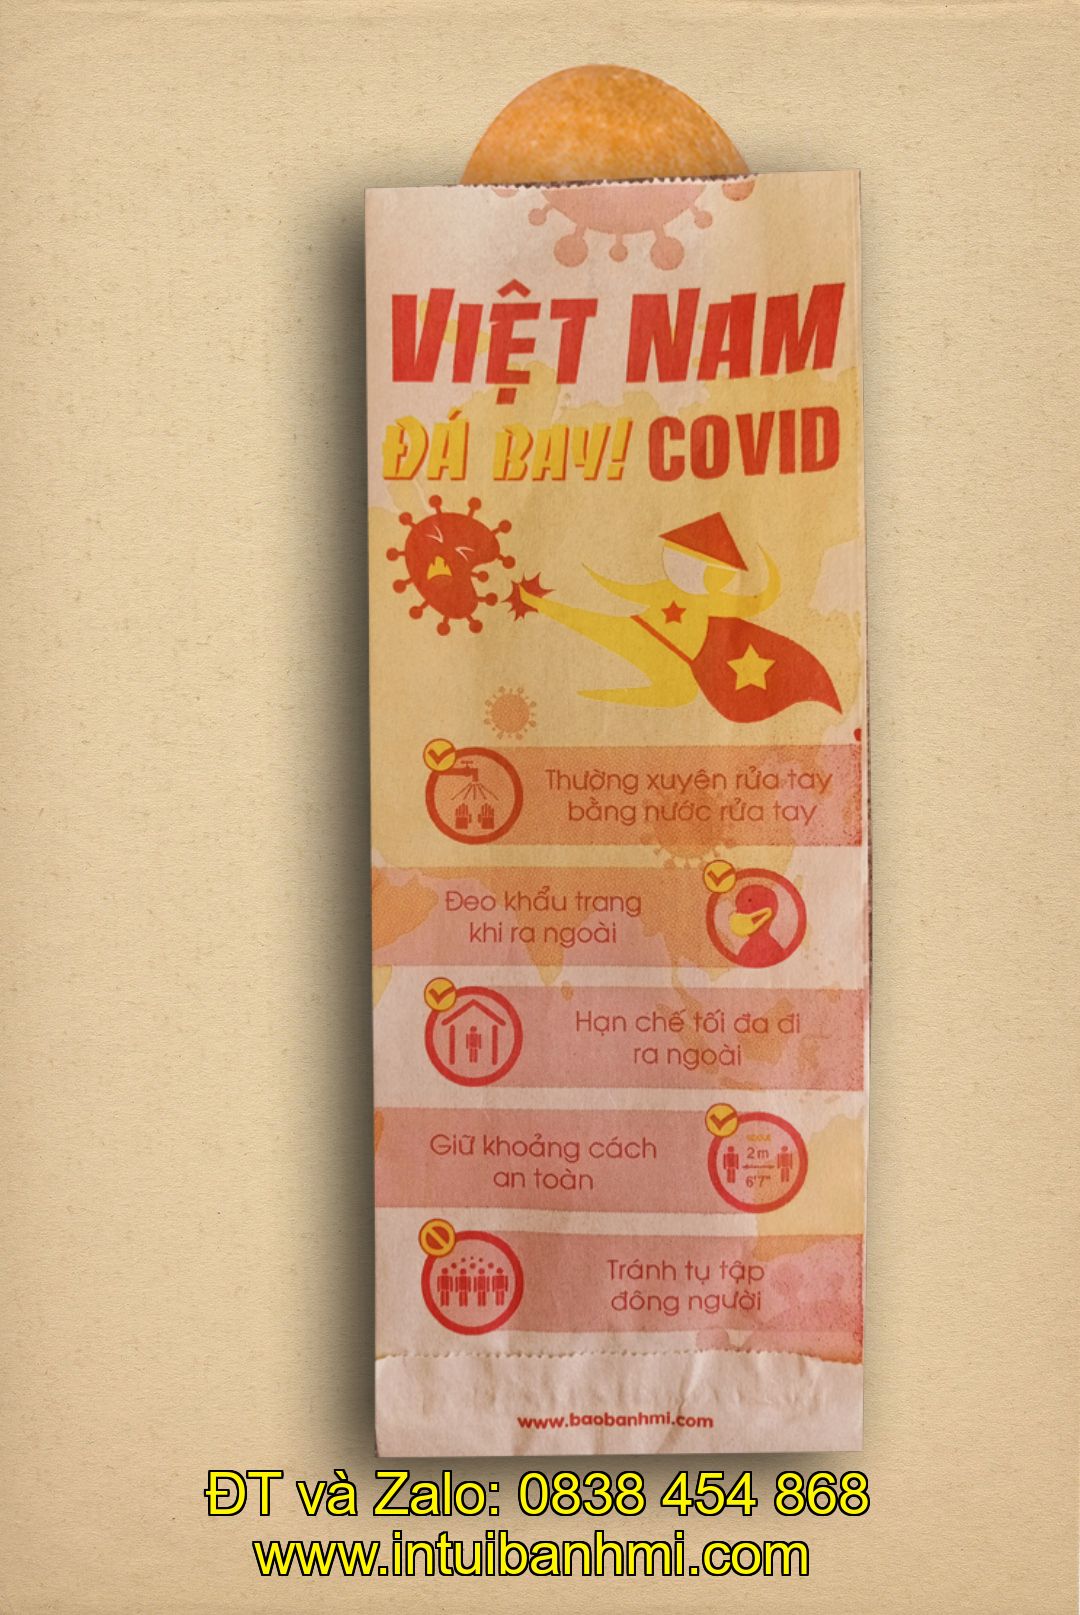 VIỆT NAM
ĐÁ BAY! COVID
Thường xuyên rửa tay
bằng nước rửa tay
Đeo khẩu trang
khi ra ngoài
Hạn chế tối đa đi
ra ngoài
Giữ khoảng cách
an toàn
2m
6'7"
Tránh tụ tập
đông người
www.baobanhmi.com
ĐT và Zalo: 0838 454 868
www.intuibanhmi.com